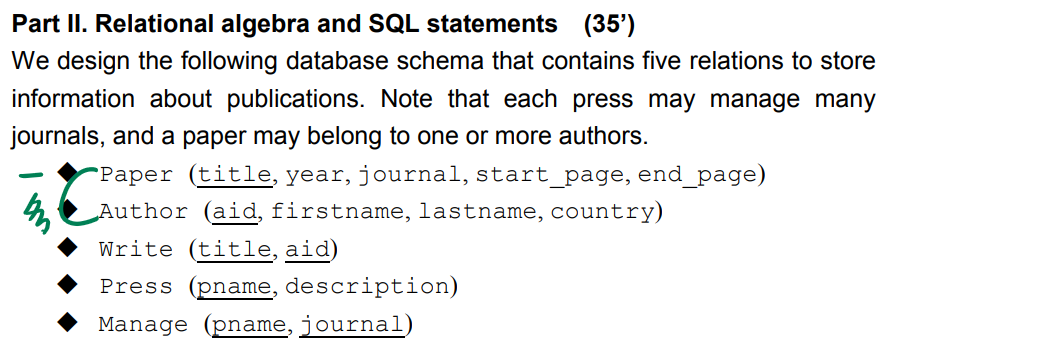 Part II. Relational algebra and SQL statements (35’)
We design the following database schema that contains five relations to store
information about publications. Note that each press may manage many
journals, and a paper may belong to one or more authors.
◆ Paper (title, year, journal, start_page, end_page)
◆ Author (aid, firstname, lastname, country)
◆ Write (title, aid)
◆ Press (pname, description)
◆ Manage (pname, journal)